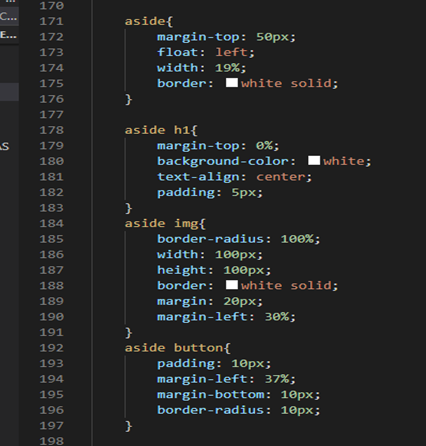 170
C...
171 aside{
E...
172 margin-top: 50px;
173 float: left;
174 width: 19%;
175 border: white solid;
176 }
177
178 aside h1{
AS
179 margin-top: 0%;
180 background-color: white;
181 text-align: center;
182 padding: 5px;
183 }
184 aside img{
185 border-radius: 100%;
186 width: 100px;
187 height: 100px;
188 border: white solid;
189 margin: 20px;
190 margin-left: 30%;
191 }
192 aside button{
193 padding: 10px;
194 margin-left: 37%;
195 margin-bottom: 10px;
196 border-radius: 10px;
197 }
198